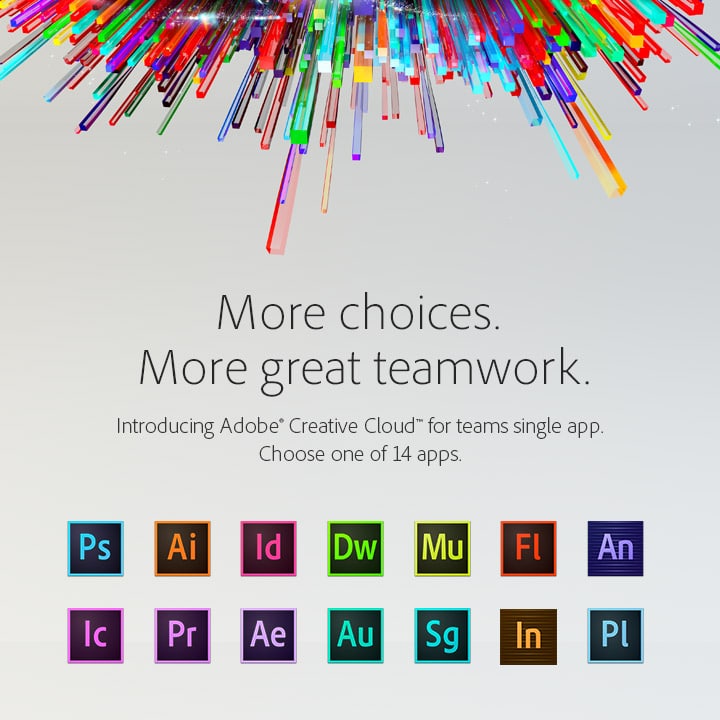 More choices.
More great teamwork.
Introducing Adobe® Creative Cloud™ for teams single app.
Choose one of 14 apps.
Ps Ai Id Dw Mu Fl An
Ic Pr Ae Au Sg In Pl